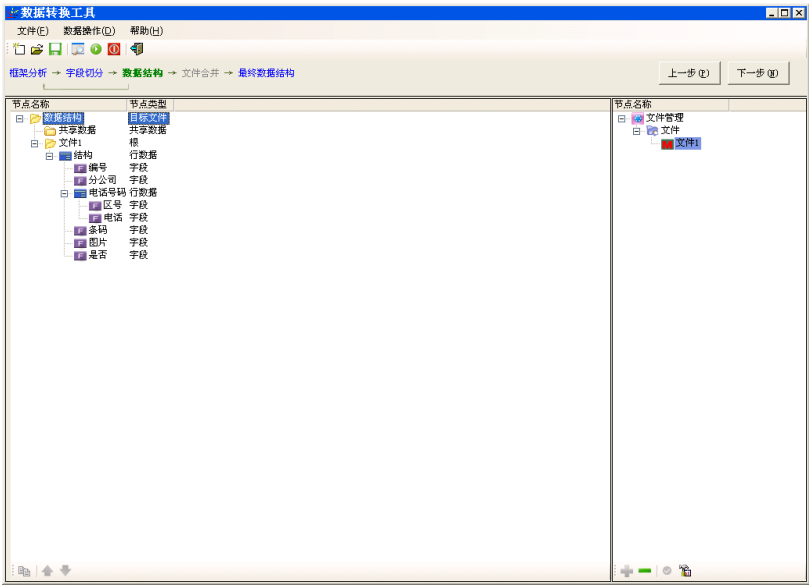 数据转换工具
文件(F) 数据操作(D) 帮助(H)
框架分析 → 字段切分 → 数据结构 → 文件合并 → 最终数据结构
上一步(P) 下一步(N)
节点名称 节点类型
数据结构 目标文件
共享数据 共享数据
文件1 根
结构 行数据
编号 字段
分公司 字段
电话号码 行数据
区号 字段
电话 字段
条码 字段
图片 字段
是否 字段
节点名称
文件管理
文件
文件1